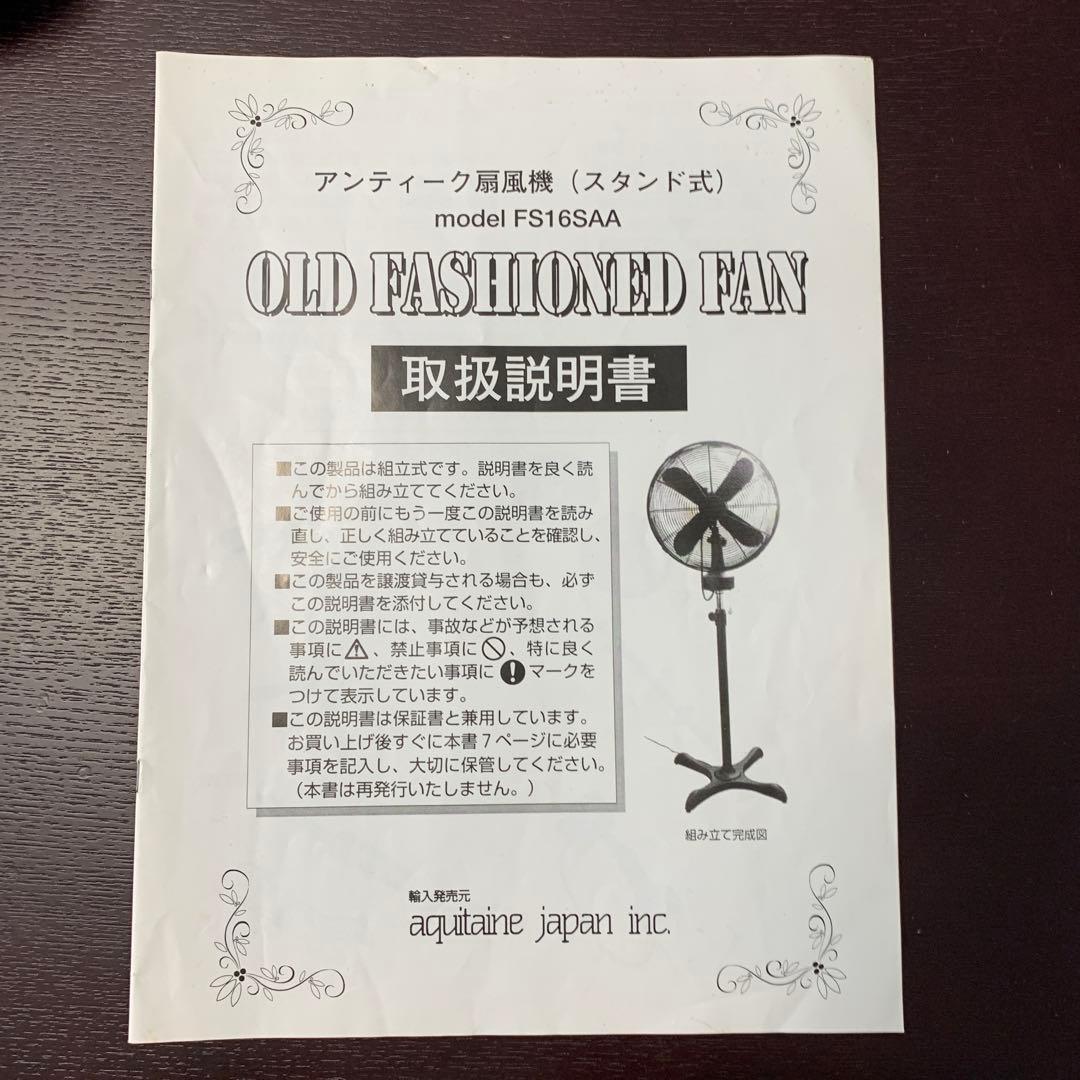 アンティーク扇風機（スタンド式）
model FS16SAA
OLD FASHIONED FAN
取扱説明書
■この製品は組立式です。説明書を良く読
んでから組み立ててください。
■ご使用の前にもう一度この説明書を読み
直し、正しく組み立てていることを確認し、
安全にご使用ください。
■この製品を譲渡貸与される場合も、必ず
この説明書を添付してください。
■この説明書には、事故などが予想される
事項に⚠、禁止事項に🚫、特に良く
読んでいただきたい事項に❗マークを
つけて表示しています。
■この説明書は保証書と兼用しています。
お買い上げ後すぐに本書7ページに必要
事項を記入し、大切に保管してください。
（本書は再発行いたしません。）
組み立て完成図
輸入発売元
aquitaine japan inc.